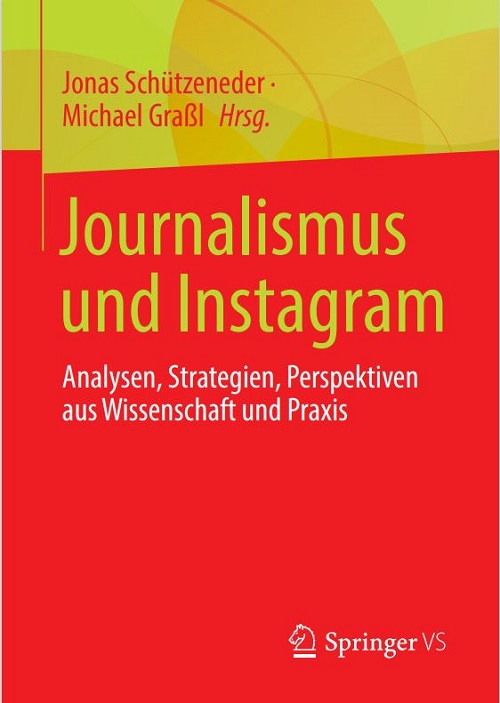 Jonas Schützeneder ·
Michael Graßl Hrsg.
Journalismus
und Instagram
Analysen, Strategien, Perspektiven
aus Wissenschaft und Praxis
Springer VS